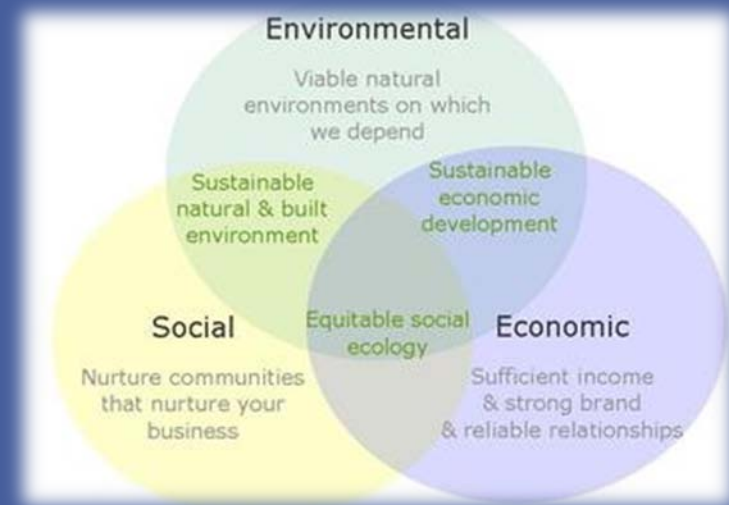 Environmental
Viable natural
environments on which
we depend
Sustainable
natural & built
environment
Sustainable
economic
development
Social
Equitable social
ecology
Economic
Nurture communities
that nurture your
business
Sufficient income
& strong brand
& reliable relationships